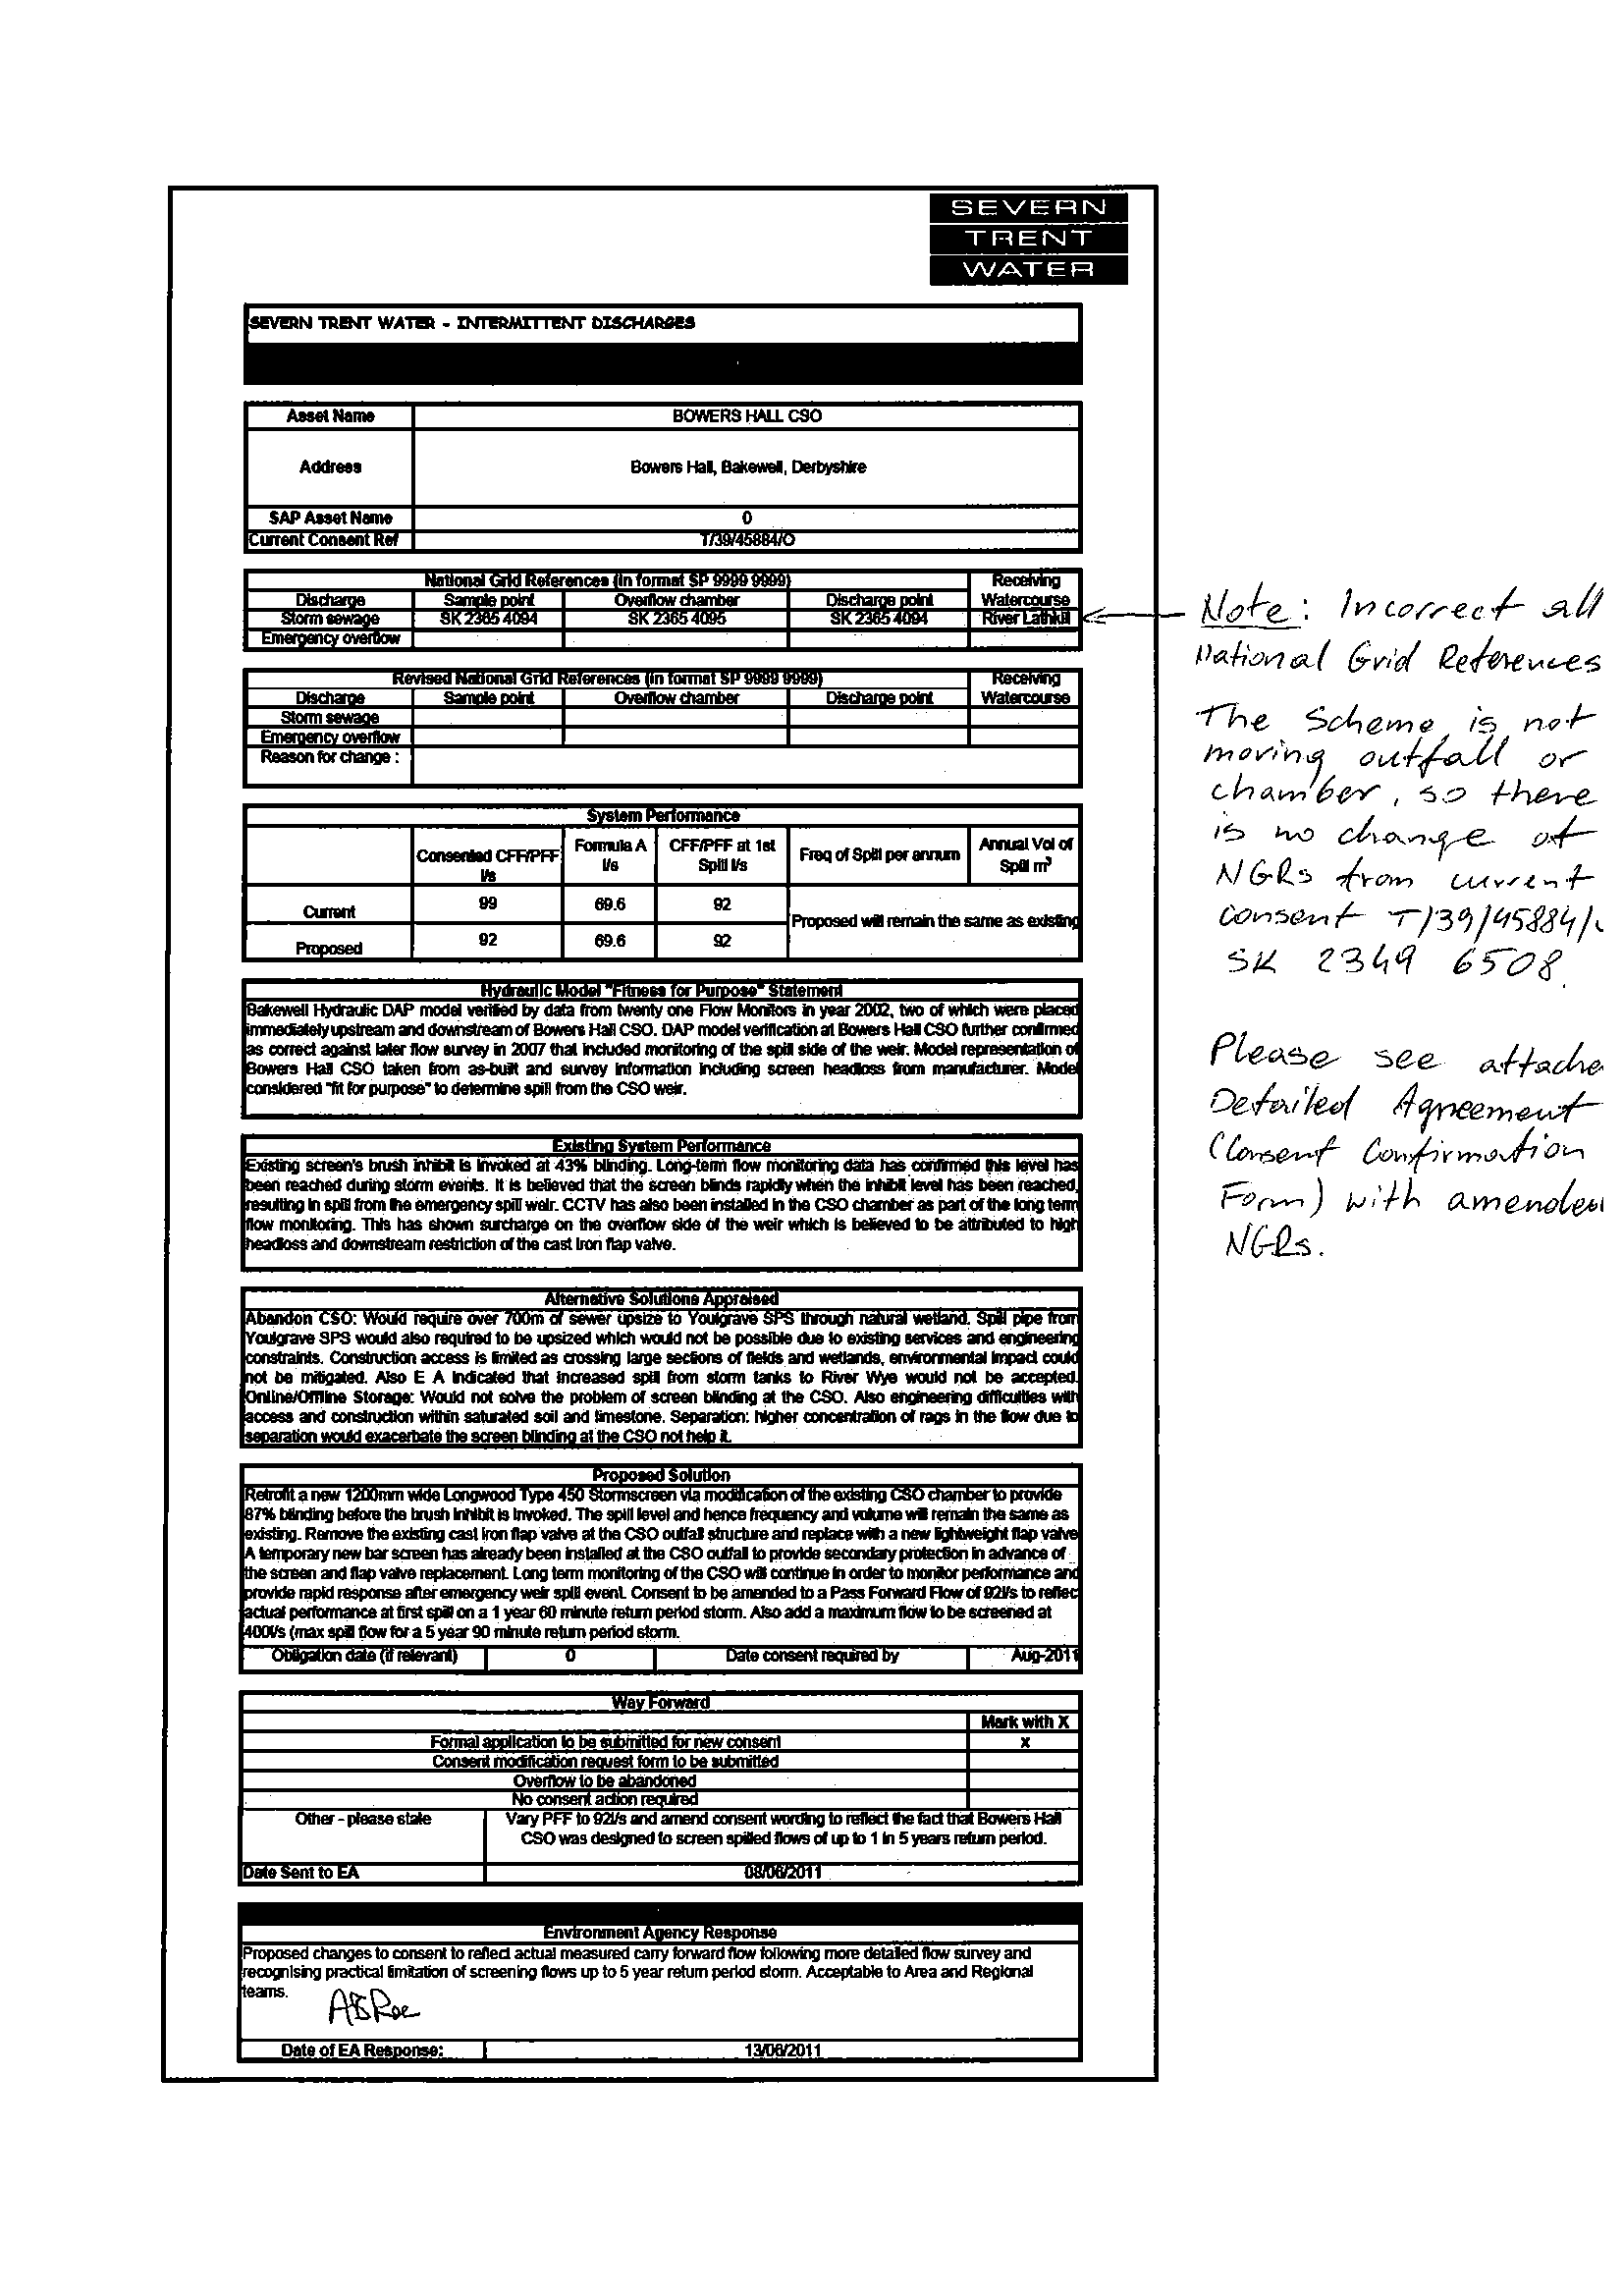 SEVERN
TRENT
WATER
SEVERN TRENT WATER - INTERMITTENT DISCHARGES
Asset Name BOWERS HALL CSO
Address Bowers Hall, Bakewell, Derbyshire
SAP Asset Name 0
Current Consent Ref T/39/45884/O
National Grid References (in format SP 9999 9999) Receiving
Discharge Sample point Overflow chamber Discharge point Watercourse
Storm sewage SK 2365 4094 SK 2365 4095 SK 2365 4094 River Lathkill
Emergency overflow
Revised National Grid References (in format SP 9999 9999) Receiving
Discharge Sample point Overflow chamber Discharge point Watercourse
Storm sewage
Emergency overflow
Reason for change :
System Performance
Consented CFF/PFF l/s Formula A l/s CFF/PFF at 1st Spill l/s Freq of Spill per annum Annual Vol of Spill m³
Current 99 69.6 92 Proposed will remain the same as existing
Proposed 92 69.6 92
Hydraulic Model "Fitness for Purpose" Statement
Bakewell Hydraulic DAP model verified by data from twenty one Flow Monitors in year 2002, two of which were placed
immediately upstream and downstream of Bowers Hall CSO. DAP model verification at Bowers Hall CSO further confirmed
as correct against later flow survey in 2007 that included monitoring of the spill side of the weir. Model representation of
Bowers Hall CSO taken from as-built and survey information including screen headloss from manufacturer. Model
considered "fit for purpose" to determine spill from the CSO weir.
Existing System Performance
Existing screen's brush inhibit is invoked at 43% blinding. Long-term flow monitoring data has confirmed this level has
been reached during storm events. It is believed that the screen blinds rapidly when the inhibit level has been reached,
resulting in spill from the emergency spill weir. CCTV has also been installed in the CSO chamber as part of the long term
flow monitoring. This has shown surcharge on the overflow side of the weir which is believed to be attributed to high
headloss and downstream restriction of the cast iron flap valve.
Alternative Solutions Appraised
Abandon CSO: Would require over 700m of sewer upsize to Youlgrave SPS through natural wetland. Spill pipe from
Youlgrave SPS would also required to be upsized which would not be possible due to existing services and engineering
constraints. Construction access is limited as crossing large sections of fields and wetlands, environmental impact could
not be mitigated. Also E A indicated that increased spill from storm tanks to River Wye would not be accepted.
Online/Offline Storage: Would not solve the problem of screen blinding at the CSO. Also engineering difficulties with
access and construction within saturated soil and limestone. Separation: higher concentration of rags in the flow due to
separation would exacerbate the screen blinding at the CSO not help it.
Proposed Solution
Retrofit a new 1200mm wide Longwood Type 450 Stormscreen via modification of the existing CSO chamber to provide
87% blinding before the brush inhibit is invoked. The spill level and hence frequency and volume will remain the same as
existing. Remove the existing cast iron flap valve at the CSO outfall structure and replace with a new lightweight flap valve
A temporary new bar screen has already been installed at the CSO outfall to provide secondary protection in advance of
the screen and flap valve replacement. Long term monitoring of the CSO will continue in order to monitor performance and
provide rapid response after emergency weir spill event. Consent to be amended to a Pass Forward Flow of 92l/s to reflect
actual performance at first spill on a 1 year 60 minute return period storm. Also add a maximum flow to be screened at
400l/s (max spill flow for a 5 year 90 minute return period storm.
Obligation date (if relevant) 0 Date consent required by Aug-2011
Way Forward
Mark with X
Formal application to be submitted for new consent x
Consent modification request form to be submitted
Overflow to be abandoned
No consent action required
Other - please state Vary PFF to 92l/s and amend consent wording to reflect the fact that Bowers Hall
CSO was designed to screen spilled flows of up to 1 in 5 years return period.
Date Sent to EA 08/06/2011
Environment Agency Response
Proposed changes to consent to reflect actual measured carry forward flow following more detailed flow survey and
recognising practical limitation of screening flows up to 5 year return period storm. Acceptable to Area and Regional
teams.
Date of EA Response: 13/06/2011
Note: Incorrect all
National Grid References
The Scheme is not
moving outfall or
chamber, so there
is no change of
NGRs from current
consent T/39/45884/
SK 2349 6508.
Please see attache
Detailed Agreement
(Consent Confirmation
Form) with amended
NGRs.